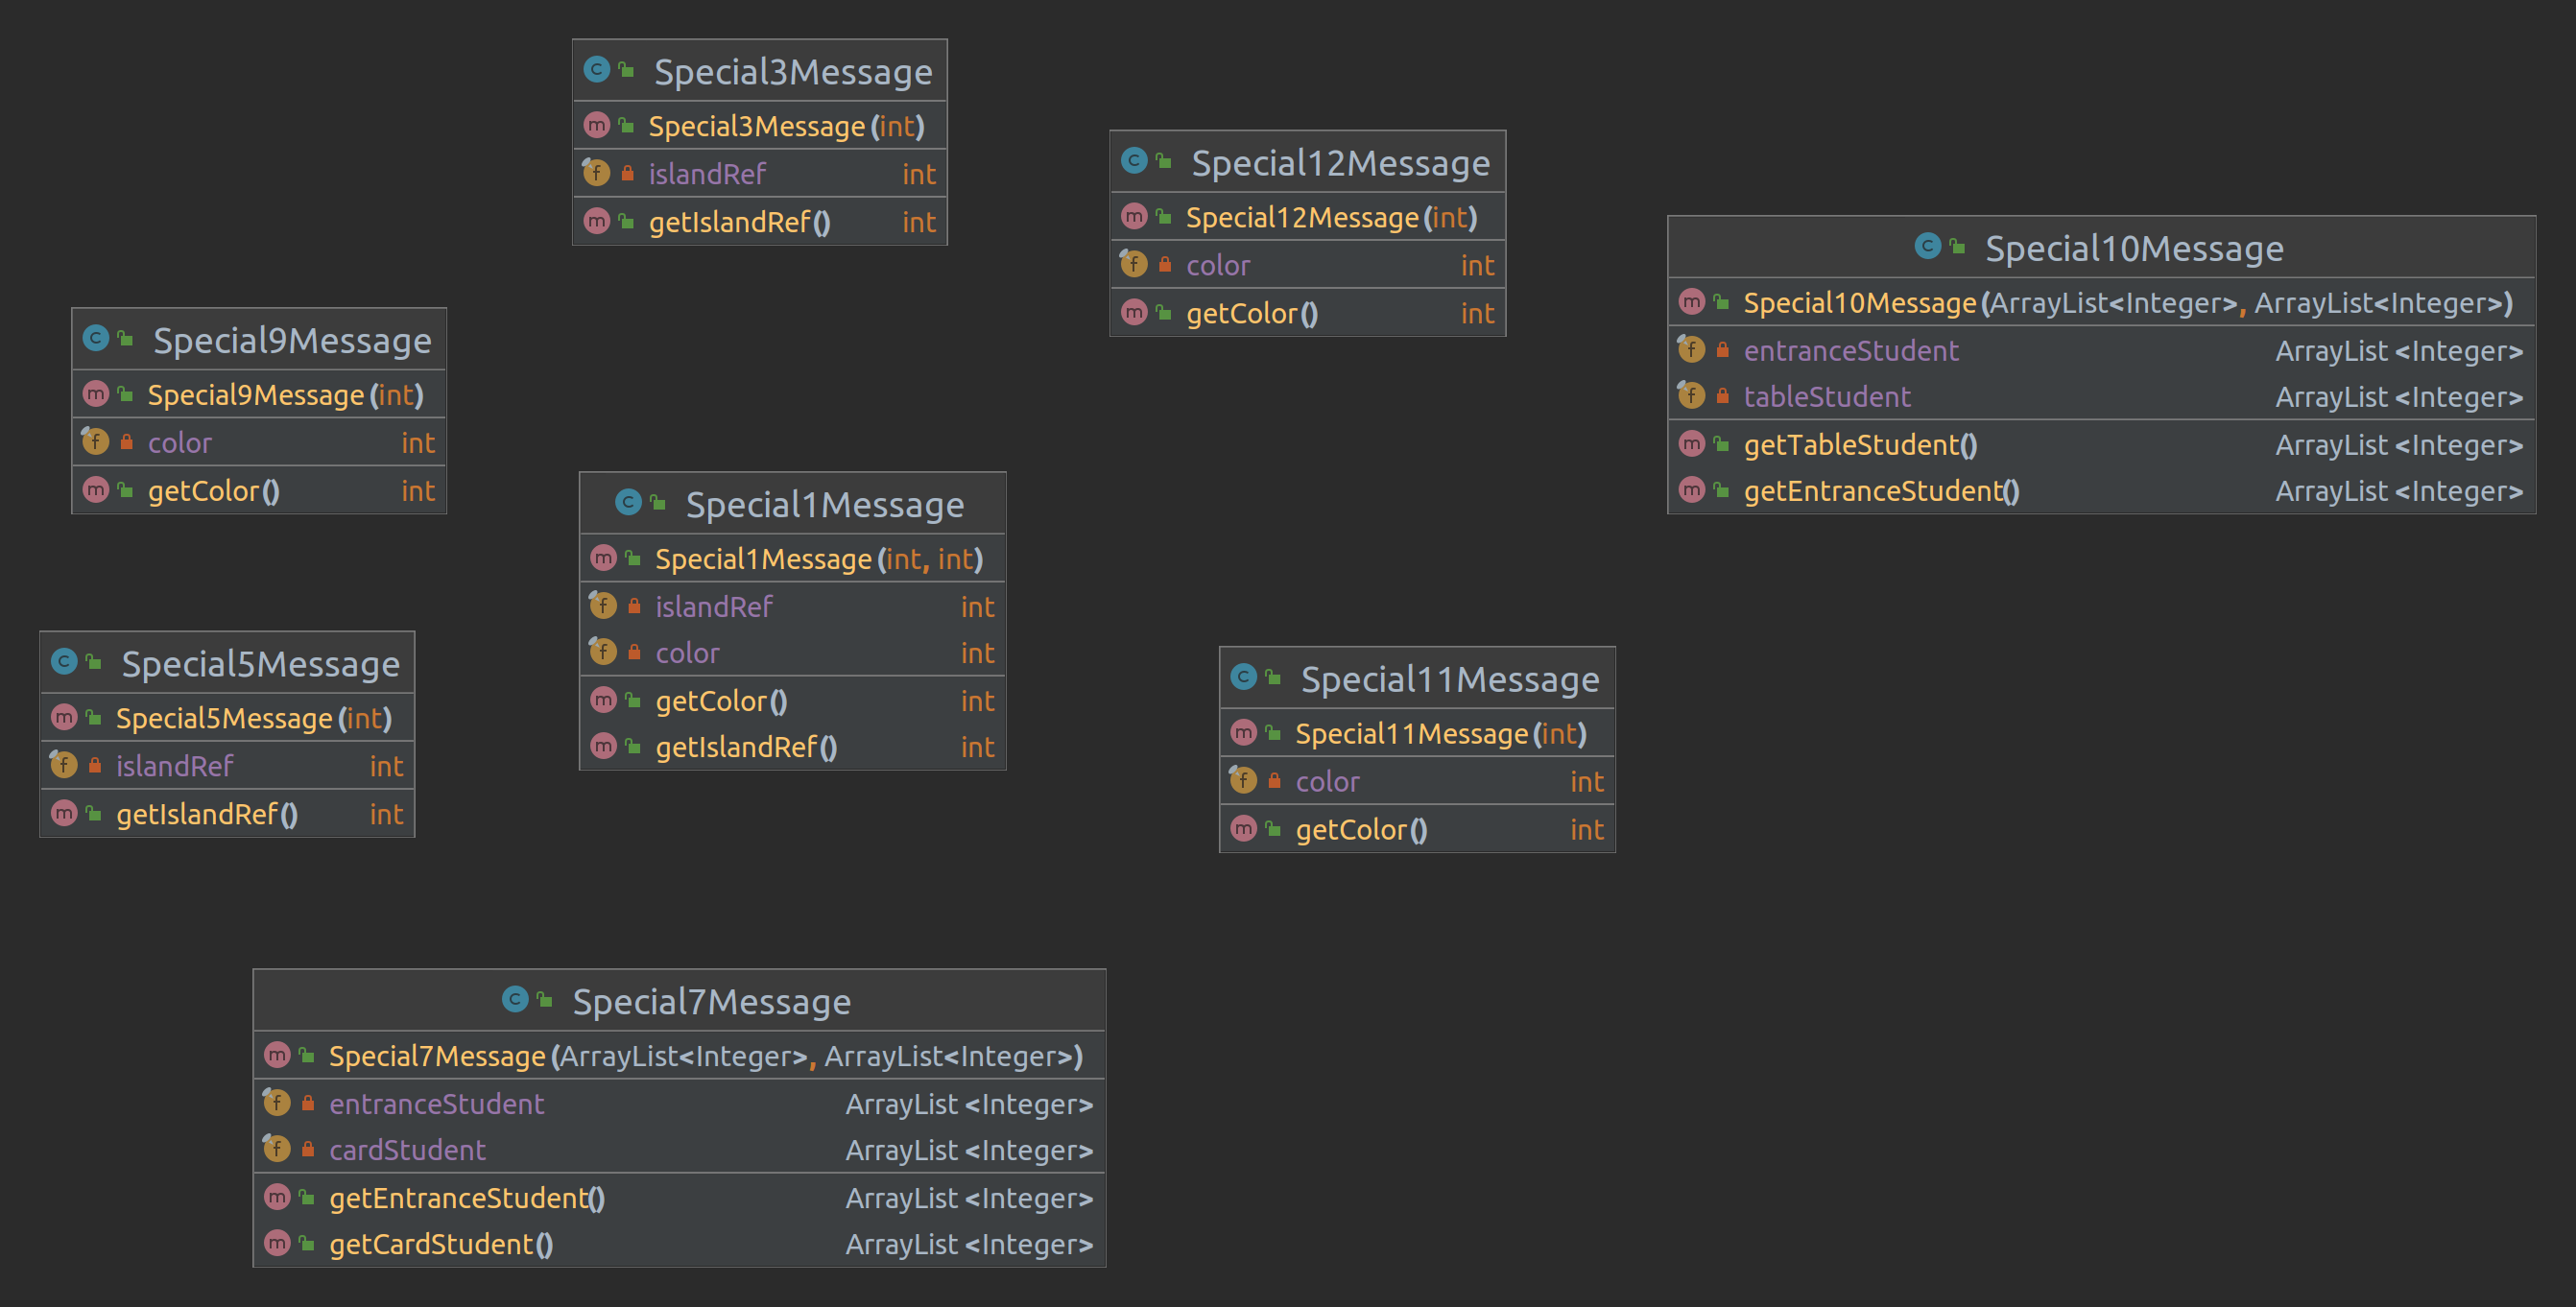 Special3Message
Special3Message(int)
islandRef int
getIslandRef() int
Special12Message
Special12Message(int)
color int
getColor() int
Special10Message
Special10Message(ArrayList<Integer>, ArrayList<Integer>)
entranceStudent ArrayList<Integer>
tableStudent ArrayList<Integer>
getTableStudent() ArrayList<Integer>
getEntranceStudent() ArrayList<Integer>
Special9Message
Special9Message(int)
color int
getColor() int
Special1Message
Special1Message(int, int)
islandRef int
color int
getColor() int
getIslandRef() int
Special5Message
Special5Message(int)
islandRef int
getIslandRef() int
Special11Message
Special11Message(int)
color int
getColor() int
Special7Message
Special7Message(ArrayList<Integer>, ArrayList<Integer>)
entranceStudent ArrayList<Integer>
cardStudent ArrayList<Integer>
getEntranceStudent() ArrayList<Integer>
getCardStudent() ArrayList<Integer>